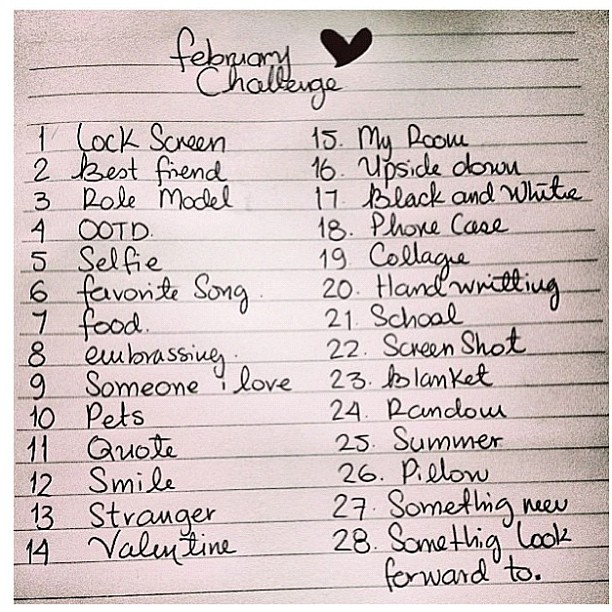 february
Challenge
1 Lock Screen
2 Best friend
3 Role Model
4 OOTD.
5 Selfie
6 favorite Song.
7 food.
8 embrassing.
9 Someone i love
10 Pets
11 Quote
12 Smile
13 Stranger
14 Valentine
15. My Room
16. Upside down
17. Black and White
18. Phone Case
19. Collage
20. Handwritting
21. School
22. Screen Shot
23. Blanket
24. Random
25. Summer
26. Pillow
27. Somethig new
28. Somethig look
forward to.